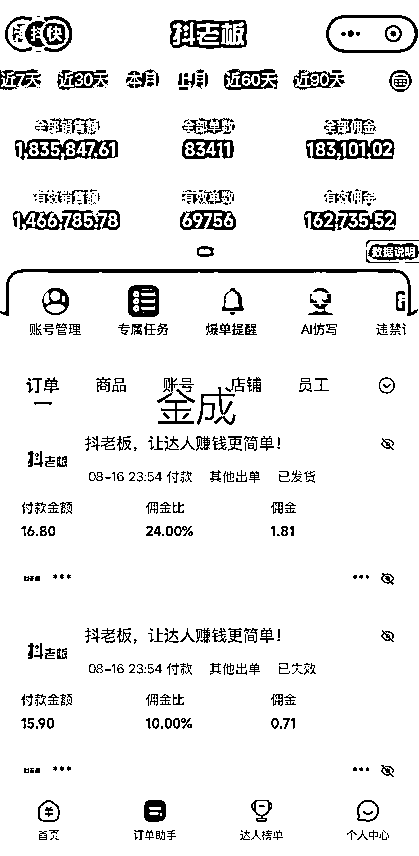 抖快
抖老板
近7天 近30天 本月 上月 近60天 近90天
全部销售额 全部单数 全部佣金
1,835,847.61 83411 183,101.02
有效销售额 有效单数 有效佣金
1,466,785.78 69756 162,735.52
数据说明
账号管理 专属任务 爆单提醒 AI仿写 违禁
订单 商品 账号 店铺 员工
金成
抖老板，让达人赚钱更简单！
抖老板
08-16 23:54 付款 其他出单 已发货
付款金额 佣金比 佣金
16.80 24.00% 1.81
抖老板，让达人赚钱更简单！
抖老板
08-16 23:54 付款 其他出单 已失效
付款金额 佣金比 佣金
15.90 10.00% 0.71
首页 订单助手 达人榜单 个人中心